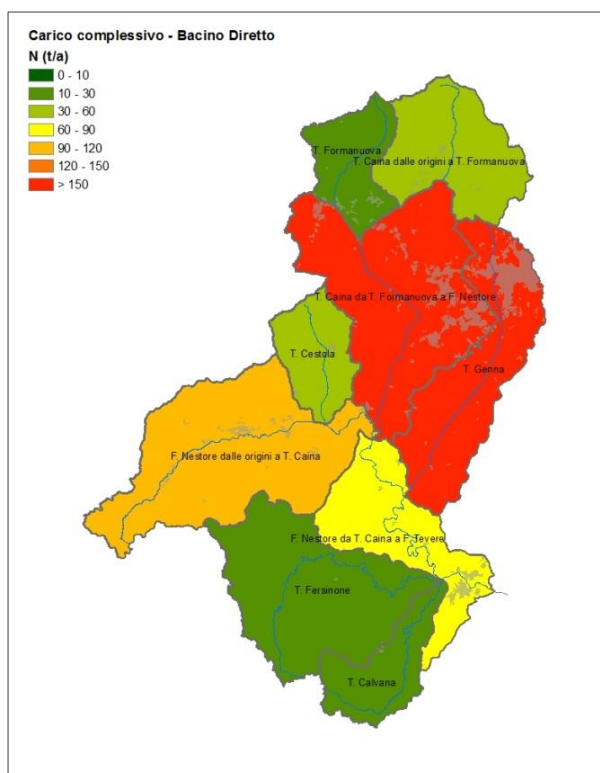 Carico complessivo - Bacino Diretto
N (t/a)
0 - 10
10 - 30
30 - 60
60 - 90
90 - 120
120 - 150
> 150
T. Formanuova
T. Caina dalle origini a T. Formanuova
T. Caina da T. Formanuova a F. Nestore
T. Cestola
T. Genna
F. Nestore dalle origini a T. Caina
F. Nestore da T. Caina a F. Tevere
T. Fersinone
T. Calvana